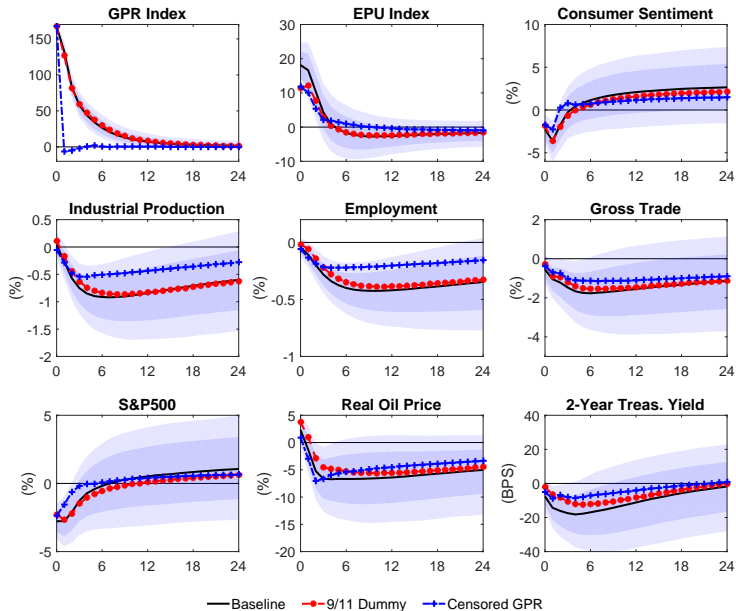 GPR Index
EPU Index
Consumer Sentiment
150
100
50
0
0 6 12 18 24
30
20
10
0
-10
0 6 12 18 24
(%)
10
5
0
-5
0 6 12 18 24
Industrial Production
Employment
Gross Trade
(%)
0.5
0
-0.5
-1
-1.5
-2
0 6 12 18 24
(%)
0
-0.5
-1
0 6 12 18 24
(%)
2
0
-2
-4
-6
0 6 12 18 24
S&P500
Real Oil Price
2-Year Treas. Yield
(%)
5
0
-5
0 6 12 18 24
(%)
5
0
-5
-10
-15
-20
0 6 12 18 24
(BPS)
40
20
0
-20
-40
0 6 12 18 24
Baseline 9/11 Dummy Censored GPR